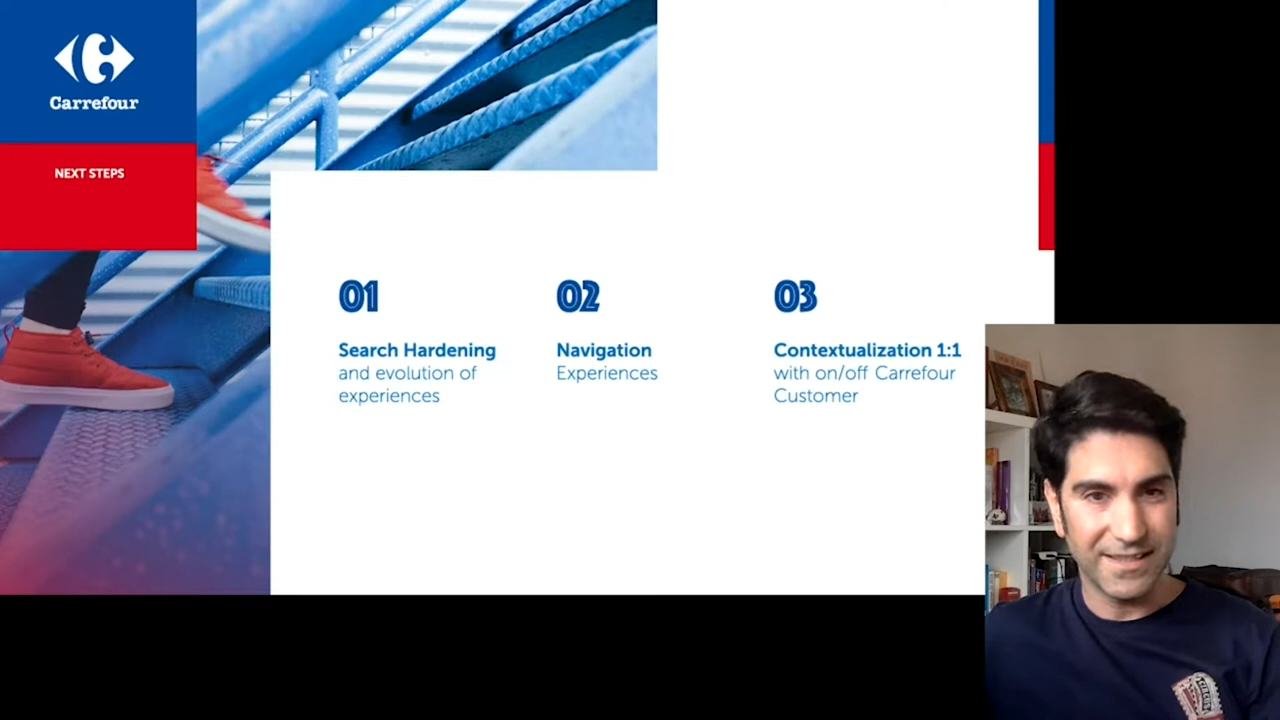 Carrefour
NEXT STEPS
01
Search Hardening
and evolution of
experiences
02
Navigation
Experiences
03
Contextualization 1:1
with on/off Carrefour
Customer